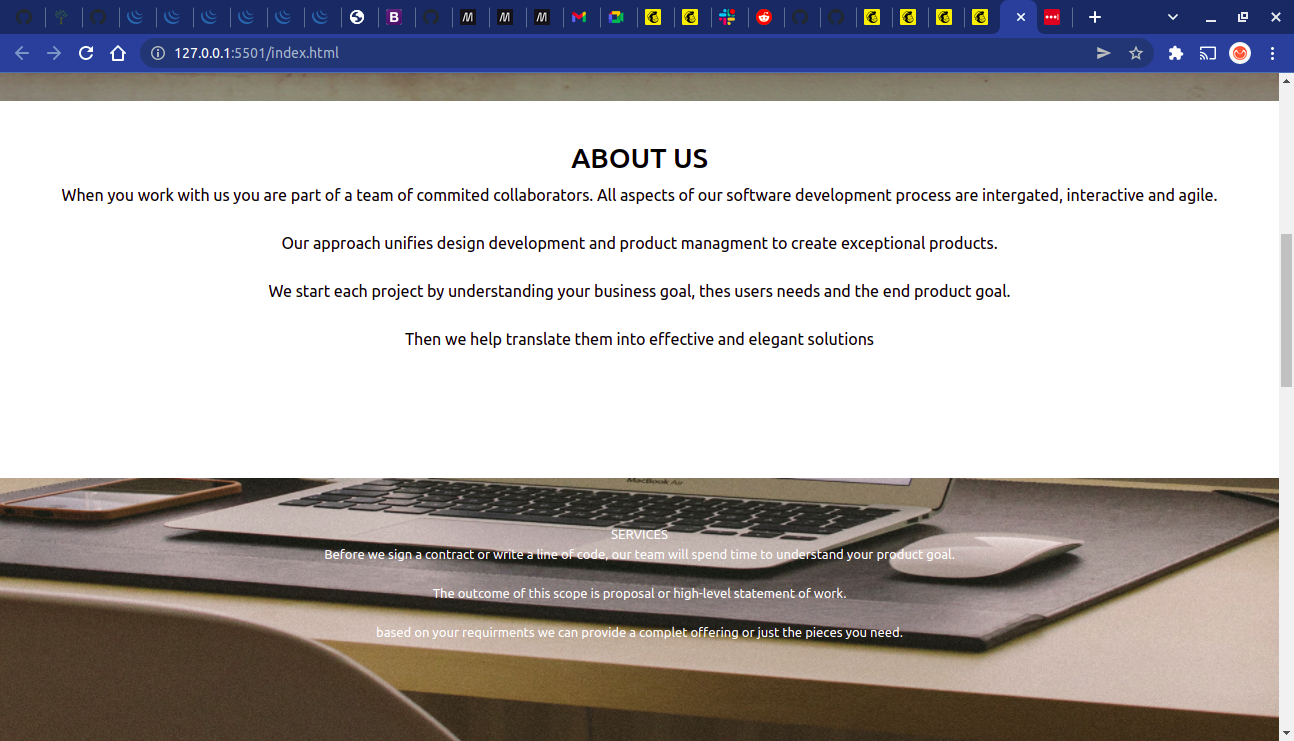 127.0.0.1:5501/index.html
ABOUT US
When you work with us you are part of a team of commited collaborators. All aspects of our software development process are intergated, interactive and agile.
Our approach unifies design development and product managment to create exceptional products.
We start each project by understanding your business goal, thes users needs and the end product goal.
Then we help translate them into effective and elegant solutions
MacBook Air
SERVICES
Before we sign a contract or write a line of code, our team will spend time to understand your product goal.
The outcome of this scope is proposal or high-level statement of work.
based on your requirments we can provide a complet offering or just the pieces you need.